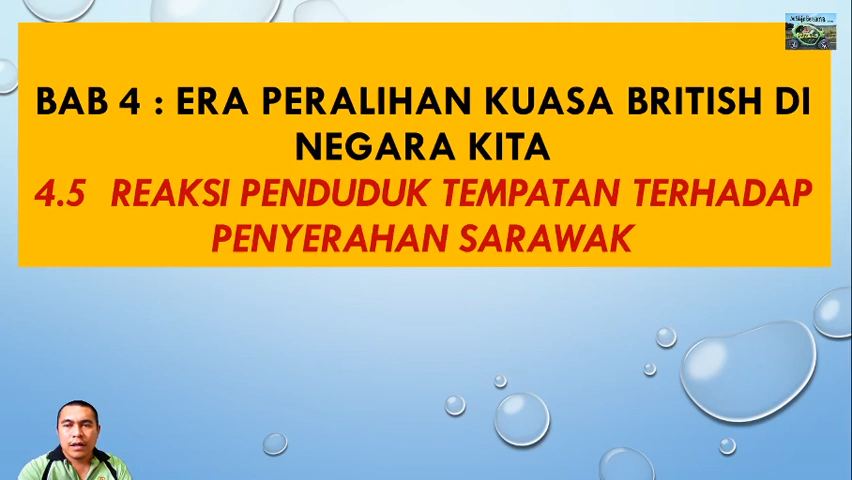 BAB 4 : ERA PERALIHAN KUASA BRITISH DI
NEGARA KITA
4.5 REAKSI PENDUDUK TEMPATAN TERHADAP
PENYERAHAN SARAWAK